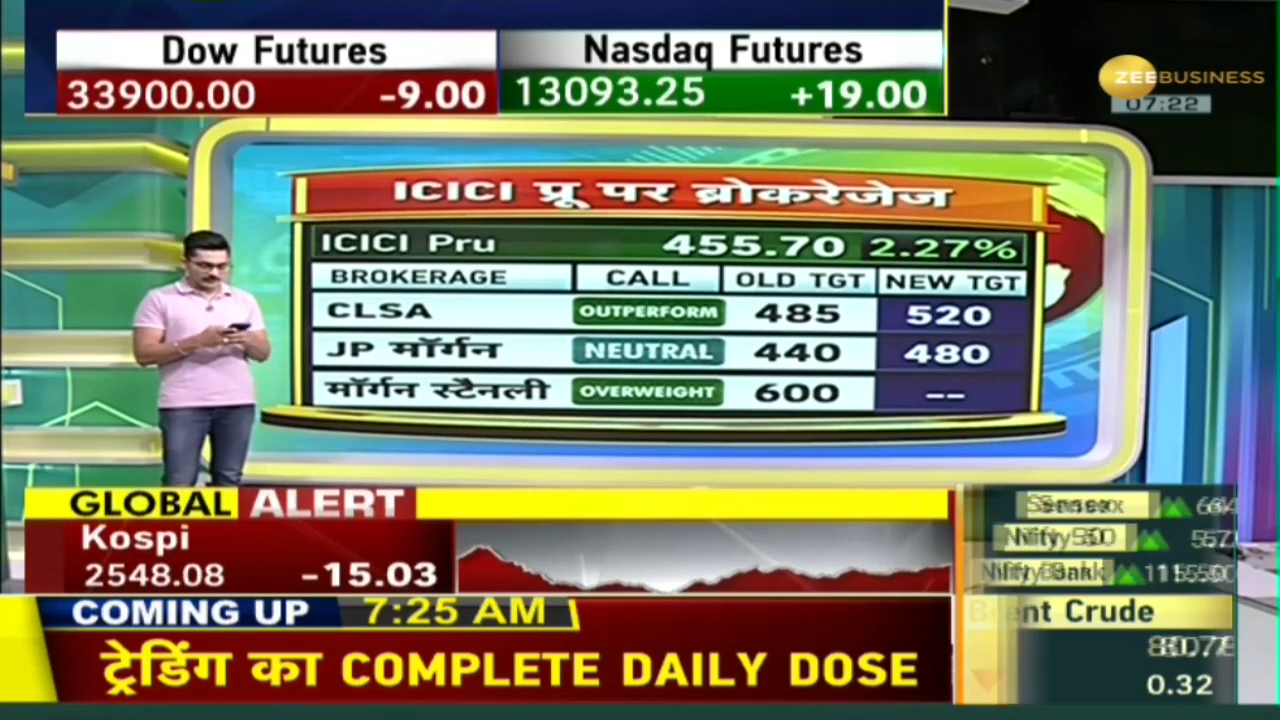 Dow Futures
33900.00 -9.00
Nasdaq Futures
13093.25 +19.00
ZEEBUSINESS
07:22
ICICI प्रू पर ब्रोकरेजेज
ICICI Pru 455.70 2.27%
BROKERAGE CALL OLD TGT NEW TGT
CLSA OUTPERFORM 485 520
JP मॉर्गन NEUTRAL 440 480
मॉर्गन स्टैनली OVERWEIGHT 600 --
GLOBAL ALERT
Kospi
2548.08 -15.03
COMING UP 7:25 AM
ट्रेडिंग का COMPLETE DAILY DOSE
Brent Crude
0.32